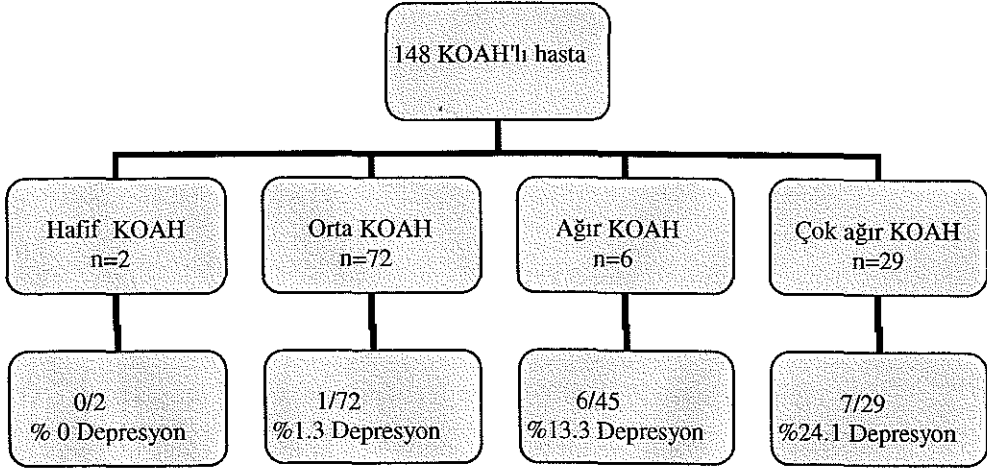 148 KOAH'lı hasta
Hafif KOAH
n=2
Orta KOAH
n=72
Ağır KOAH
n=6
Çok ağır KOAH
n=29
0/2
% 0 Depresyon
1/72
%1.3 Depresyon
6/45
%13.3 Depresyon
7/29
%24.1 Depresyon